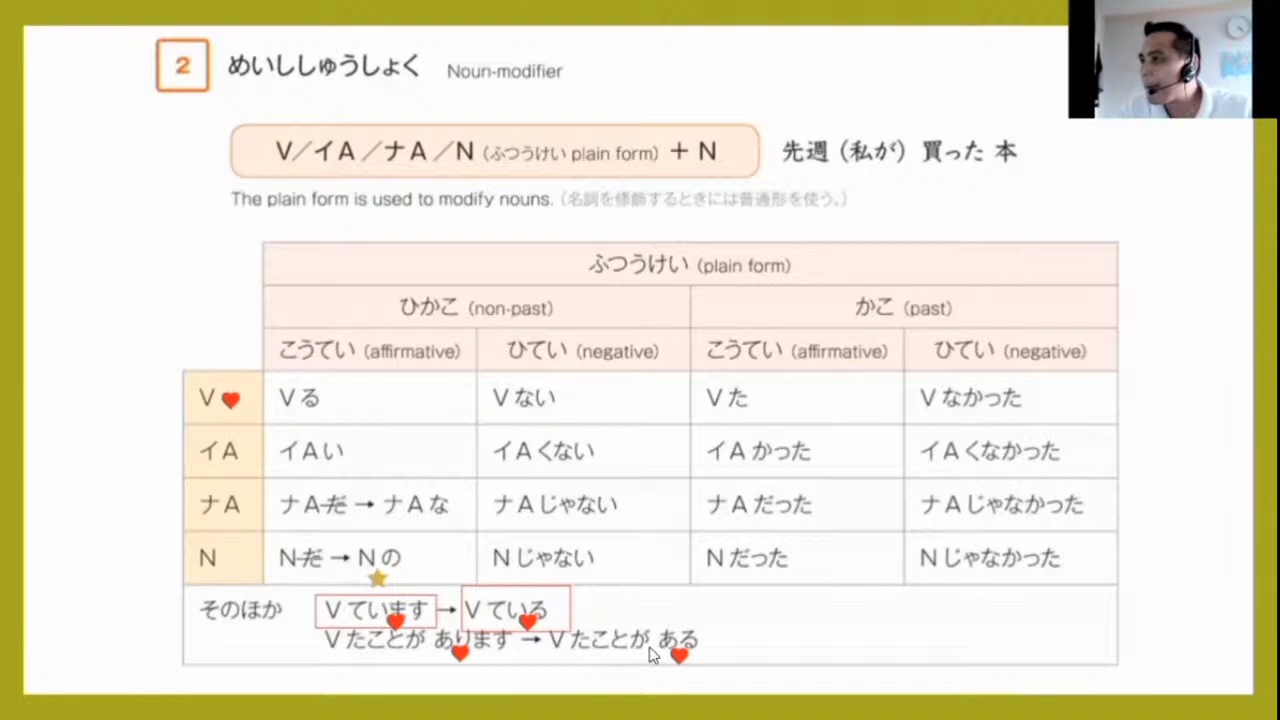 2 めいししゅうしょく Noun-modifier
V／イA／ナA／N（ふつうけい plain form）＋ N 先週（私が）買った 本
The plain form is used to modify nouns.（名詞を修飾するときには普通形を使う。）
ふつうけい (plain form)
ひかこ (non-past) かこ (past)
こうてい (affirmative) ひてい (negative) こうてい (affirmative) ひてい (negative)
V Vる Vない Vた Vなかった
イA イAい イAくない イAかった イAくなかった
ナA ナAだ → ナAな ナAじゃない ナAだった ナAじゃなかった
N Nだ → Nの Nじゃない Nだった Nじゃなかった
そのほか Vています → Vている
Vたことが あります → Vたことが ある